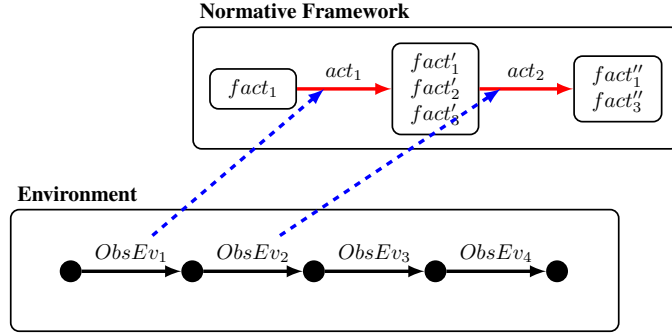 Normative Framework
fact₁
act₁
fact′₁
fact′₂
fact′₃
act₂
fact″₁
fact″₃
Environment
ObsEv₁ ObsEv₂ ObsEv₃ ObsEv₄